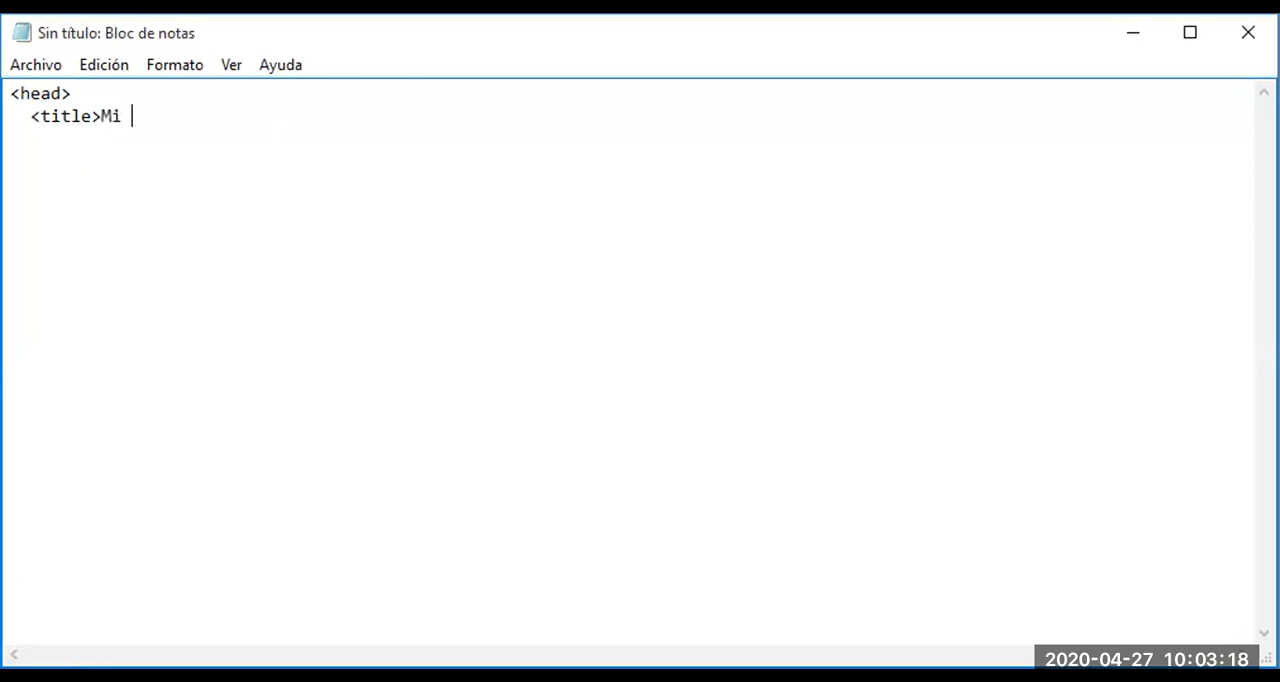 Sin título: Bloc de notas
Archivo Edición Formato Ver Ayuda
<head>
  <title>Mi
2020-04-27 10:03:18